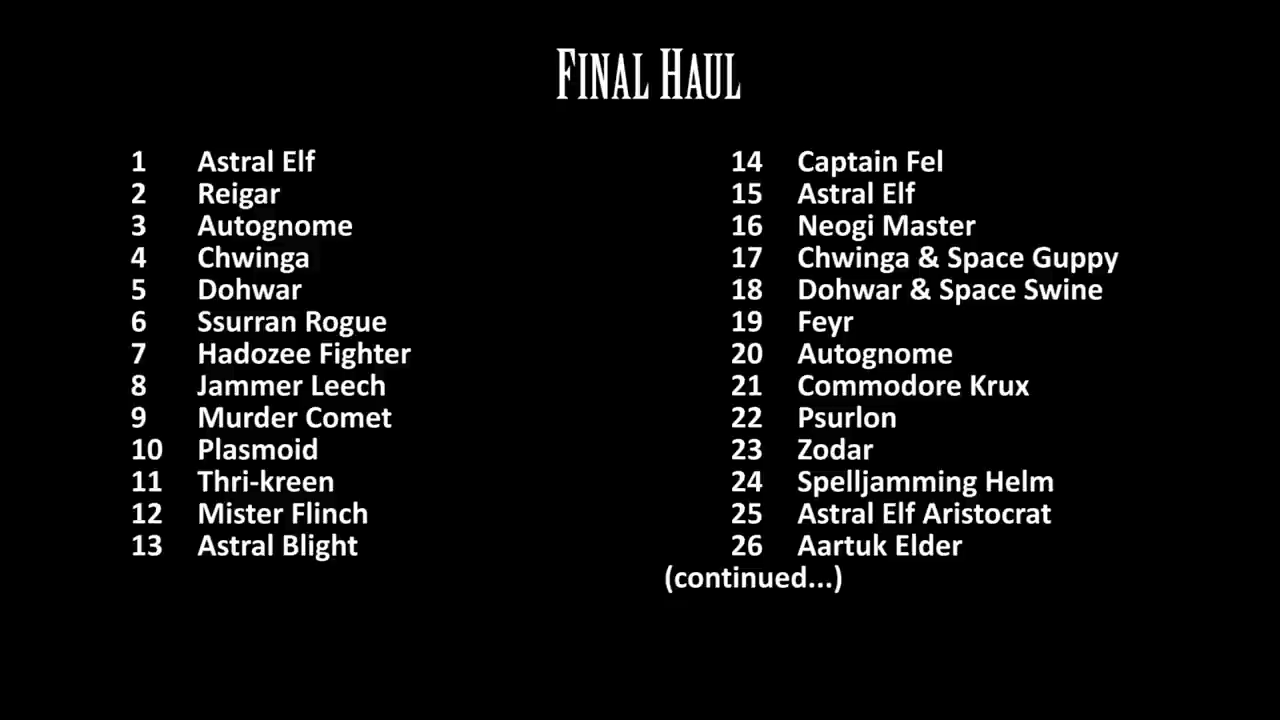 Final Haul
1 Astral Elf
2 Reigar
3 Autognome
4 Chwinga
5 Dohwar
6 Ssurran Rogue
7 Hadozee Fighter
8 Jammer Leech
9 Murder Comet
10 Plasmoid
11 Thri-kreen
12 Mister Flinch
13 Astral Blight
14 Captain Fel
15 Astral Elf
16 Neogi Master
17 Chwinga & Space Guppy
18 Dohwar & Space Swine
19 Feyr
20 Autognome
21 Commodore Krux
22 Psurlon
23 Zodar
24 Spelljamming Helm
25 Astral Elf Aristocrat
26 Aartuk Elder
(continued...)